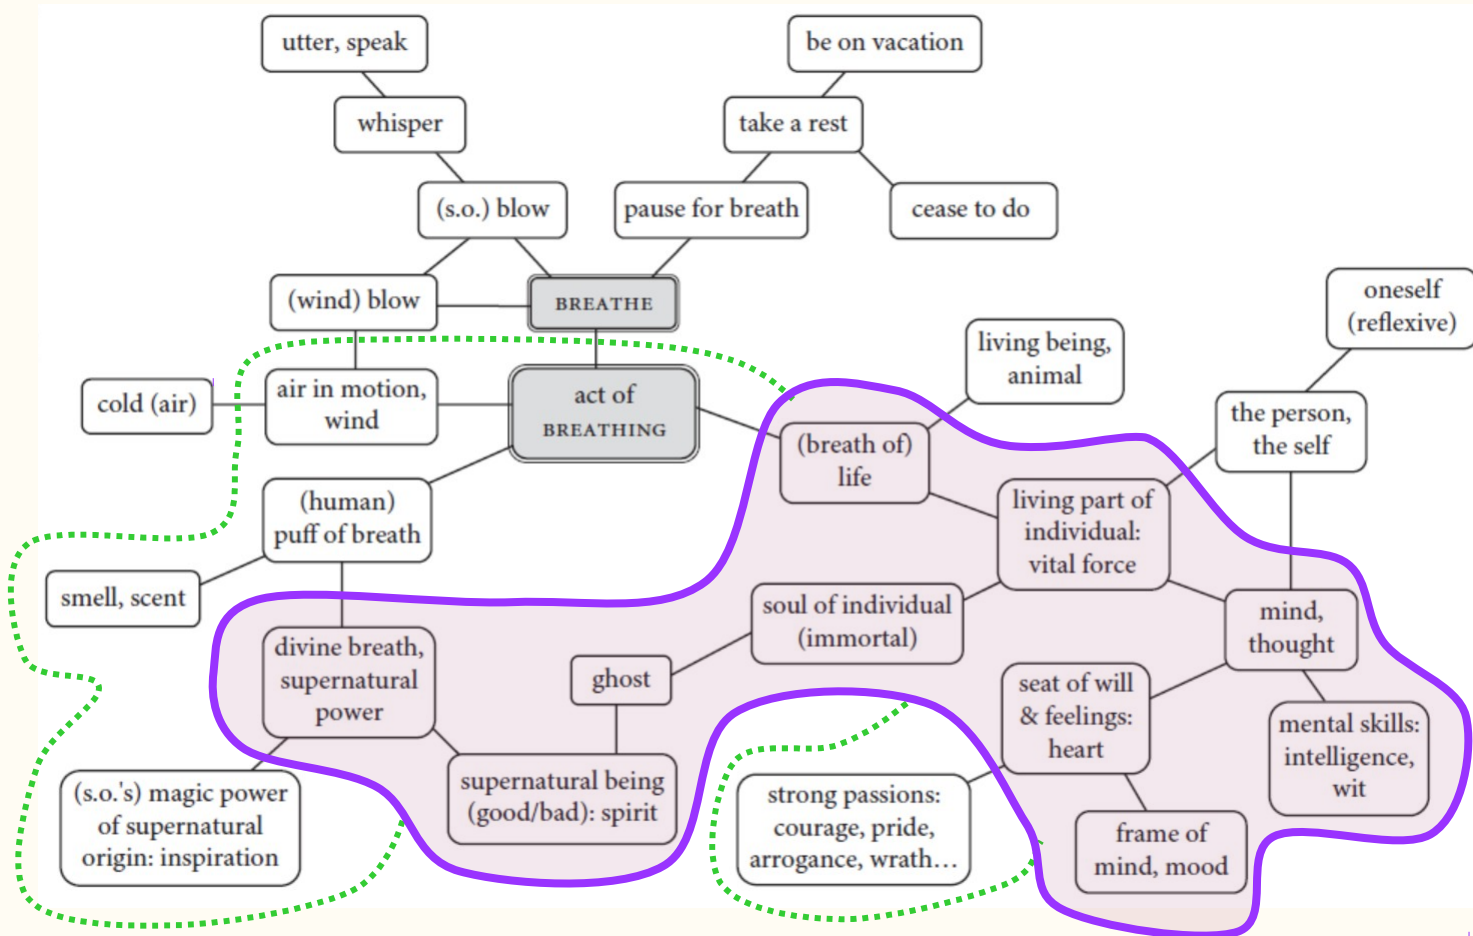 utter, speak
be on vacation
whisper
take a rest
(s.o.) blow
pause for breath
cease to do
(wind) blow
BREATHE
oneself
(reflexive)
living being,
animal
cold (air)
air in motion,
wind
act of
BREATHING
the person,
the self
(breath of)
life
(human)
puff of breath
living part of
individual:
vital force
smell, scent
soul of individual
(immortal)
mind,
thought
divine breath,
supernatural
power
ghost
seat of will
& feelings:
heart
mental skills:
intelligence,
wit
(s.o.'s) magic power
of supernatural
origin: inspiration
supernatural being
(good/bad): spirit
strong passions:
courage, pride,
arrogance, wrath…
frame of
mind, mood